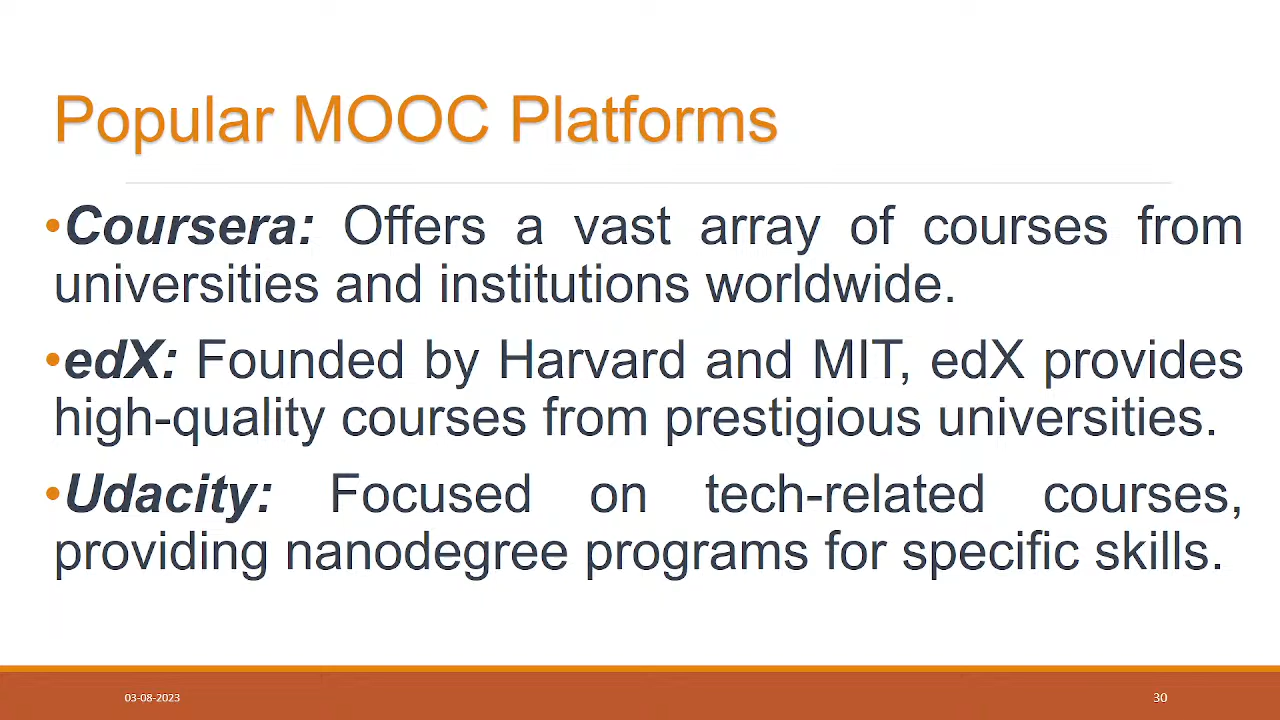 Popular MOOC Platforms
•Coursera: Offers a vast array of courses from
universities and institutions worldwide.
•edX: Founded by Harvard and MIT, edX provides
high-quality courses from prestigious universities.
•Udacity: Focused on tech-related courses,
providing nanodegree programs for specific skills.
03-08-2023
30